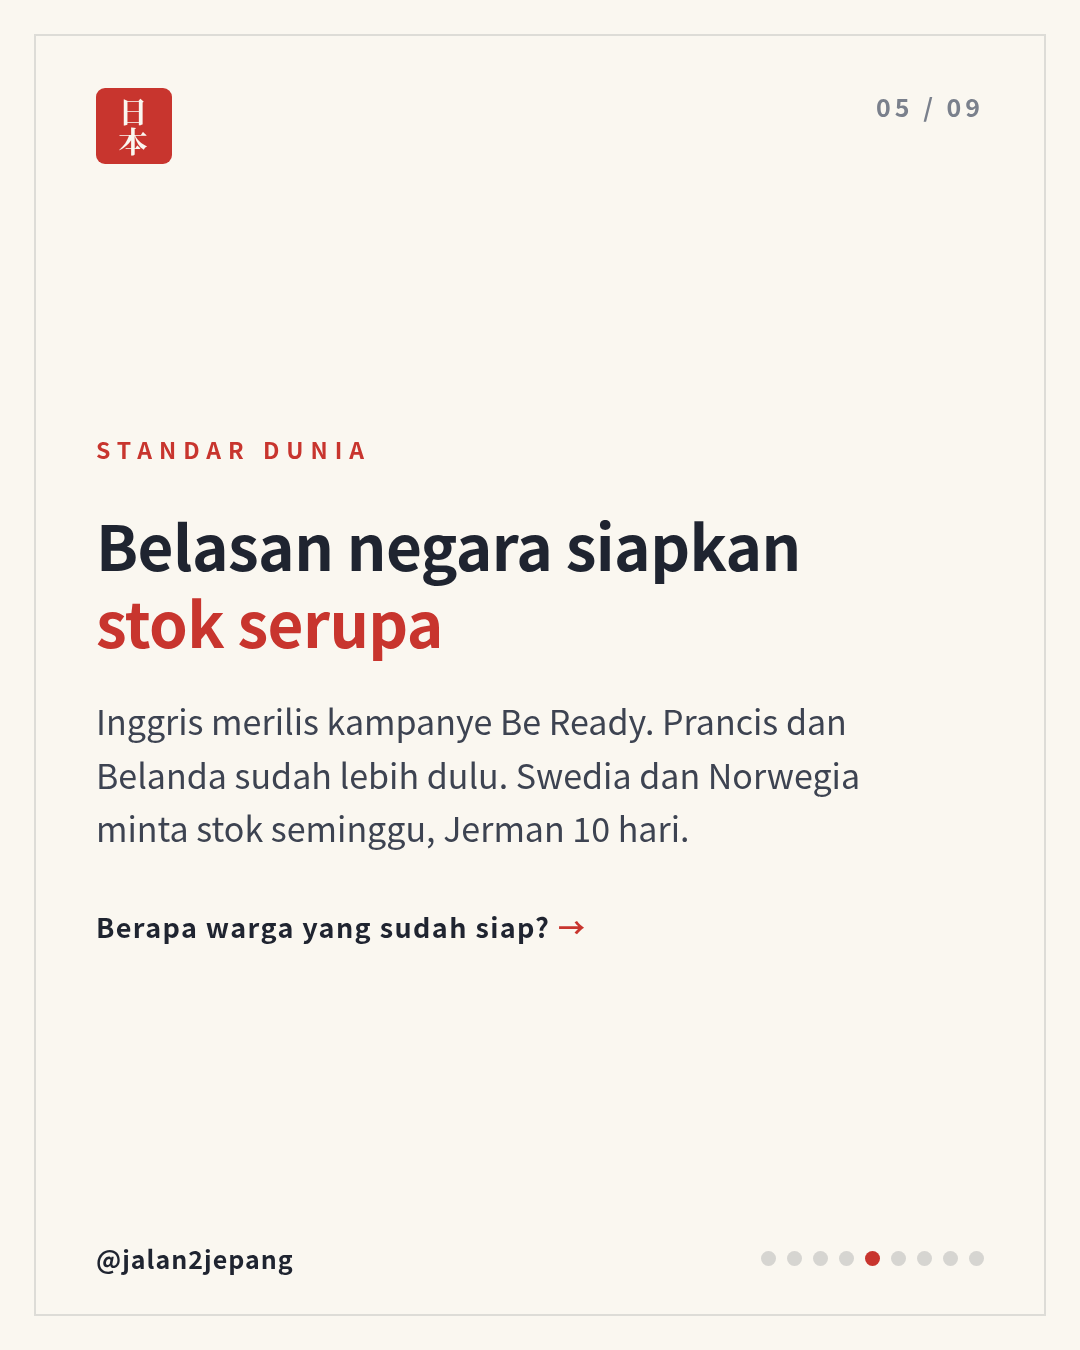 日本
05 / 09
STANDAR DUNIA
Belasan negara siapkan
stok serupa
Inggris merilis kampanye Be Ready. Prancis dan
Belanda sudah lebih dulu. Swedia dan Norwegia
minta stok seminggu, Jerman 10 hari.
Berapa warga yang sudah siap? →
@jalan2jepang